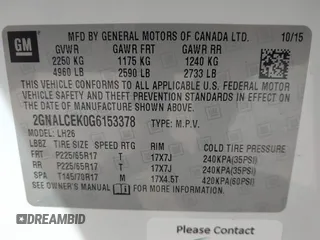 GM
MFD BY GENERAL MOTORS OF CANADA LTD. 10/15
GVWR GAWR FRT GAWR RR
2250 KG 1175 KG 1240 KG
4960 LB 2590 LB 2733 LB
THIS VEHICLE CONFORMS TO ALL APPLICABLE U.S. FEDERAL MOTOR
VEHICLE SAFETY, BUMPER, AND THEFT PREVENTION STANDARDS IN
EFFECT ON THE DATE OF MANUFACTURE SHOWN ABOVE.
2GNALCEK0G6153378 TYPE: M.P.V.
MODEL: LH26
TIRE SIZE SPEED RTG RIM
FRT P225/65R17 T 17X7J 240KPA(35PSI)
RR P225/65R17 T 17X7J 240KPA(35PSI)
SPA T145/70R17 M 17X4.5T 420KPA(60PSI)
SEE OWNER'S MANUAL FOR MORE INFORMATION.
DREAMBID
Please Contact